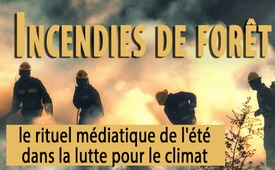 INCENDIES DE FORÊT
le rituel médiatique de l'été
dans la lutte pour le climat